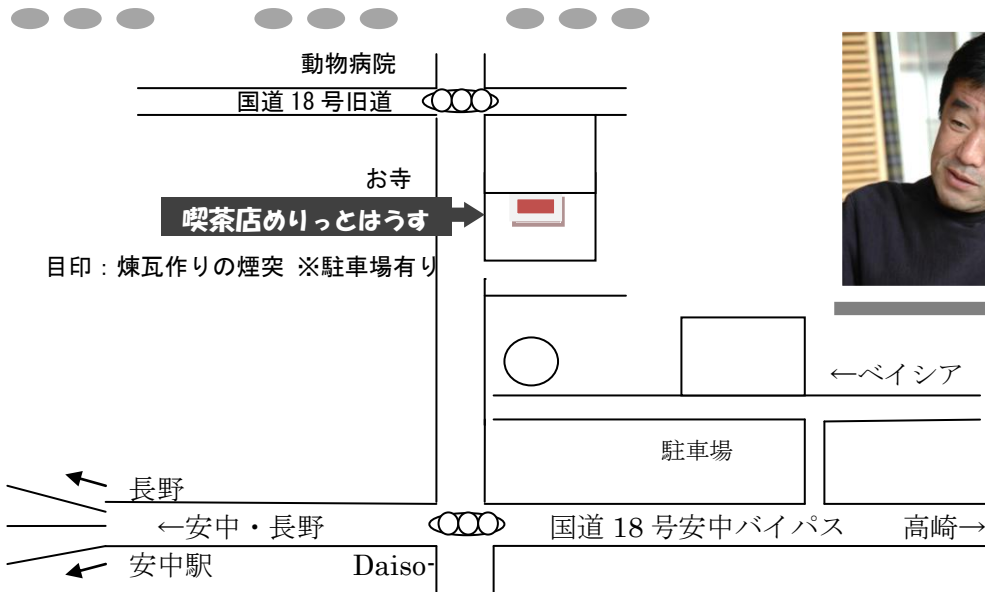 動物病院
国道 18 号旧道
お寺
喫茶店めりっとはうす
目印：煉瓦作りの煙突 ※駐車場有り
←ベイシア
駐車場
長野
←安中・長野
国道 18 号安中バイパス
高崎→
安中駅
Daiso-